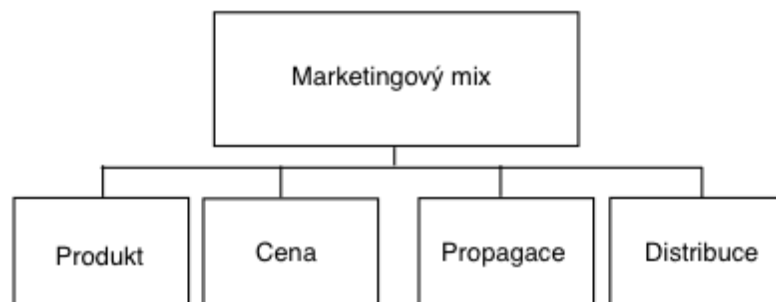 Marketingový mix
Produkt
Cena
Propagace
Distribuce